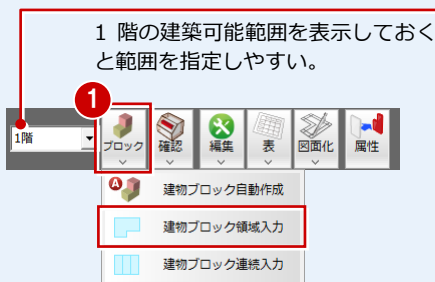 1 階の建築可能範囲を表示しておく
と範囲を指定しやすい。
1
1階
ブロック 確認 編集 表 図面化 属性
A 建物ブロック自動作成
建物ブロック領域入力
建物ブロック連続入力